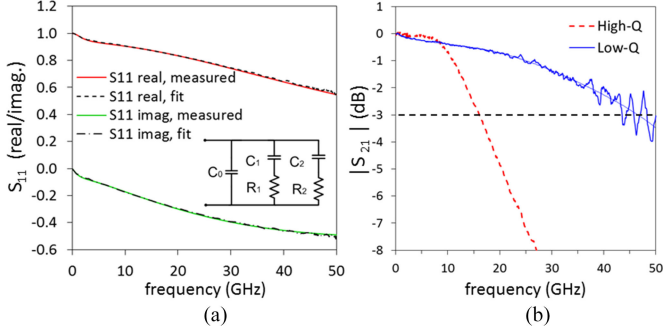 (a)
1.2
1.0
0.8
0.6
0.4
0.2
0.0
-0.2
-0.4
-0.6
S11 (real/imag.)
S11 real, measured
S11 real, fit
S11 imag, measured
S11 imag, fit
C0
C1
C2
R1
R2
0 10 20 30 40 50
frequency (GHz)
(a)
(b)
0
-1
-2
-3
-4
-5
-6
-7
-8
|S21| (dB)
High-Q
Low-Q
0 10 20 30 40 50
frequency (GHz)
(b)